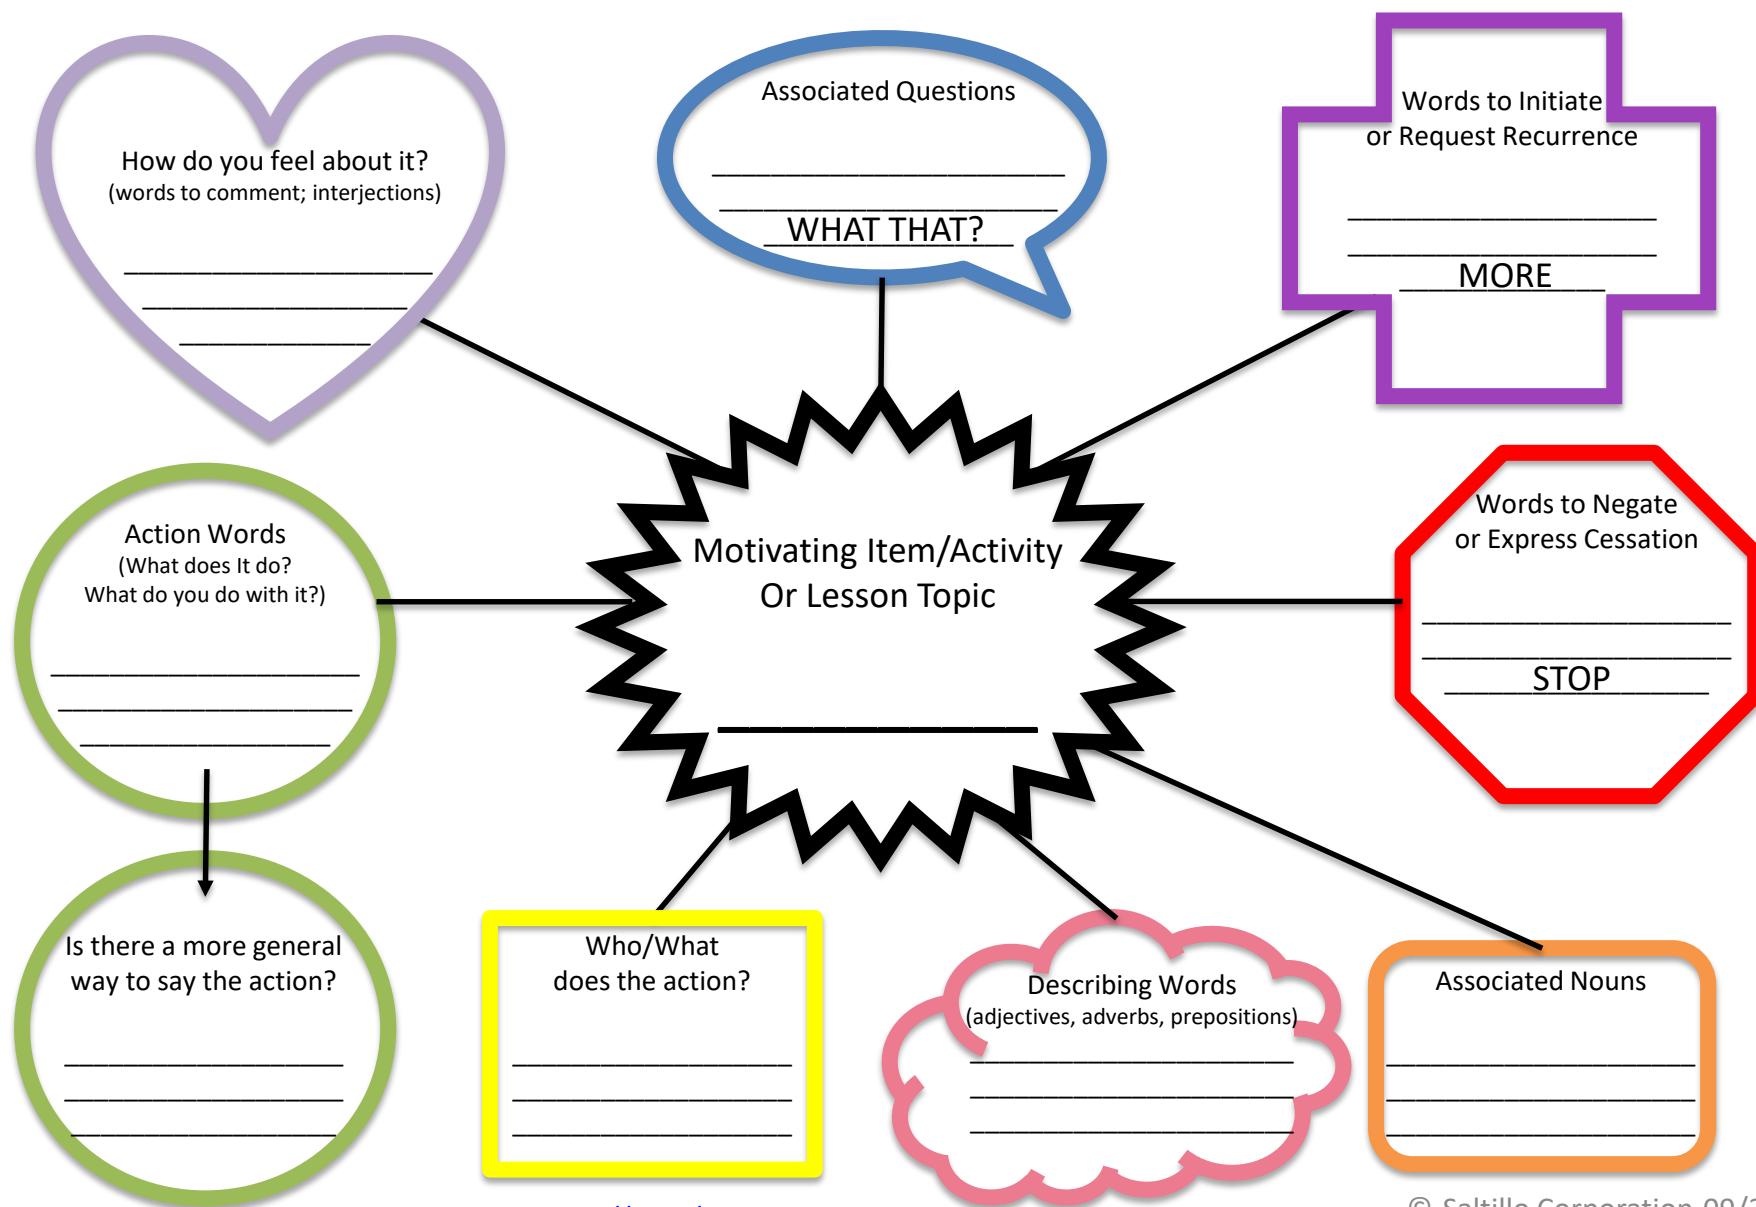 How do you feel about it?
(words to comment; interjections)
Associated Questions
WHAT THAT?
Words to Initiate
or Request Recurrence
MORE
Action Words
(What does It do?
What do you do with it?)
Motivating Item/Activity
Or Lesson Topic
Words to Negate
or Express Cessation
STOP
Is there a more general
way to say the action?
Who/What
does the action?
Describing Words
(adjectives, adverbs, prepositions)
Associated Nouns
© Saltillo Corporation